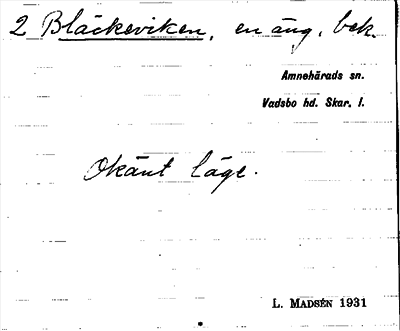 2 Bläckeviken, en äng, bek.
Amnehärads sn.
Vadsbo hd. Skar. l.
Okänt läge.
L. MADSÉN 1931